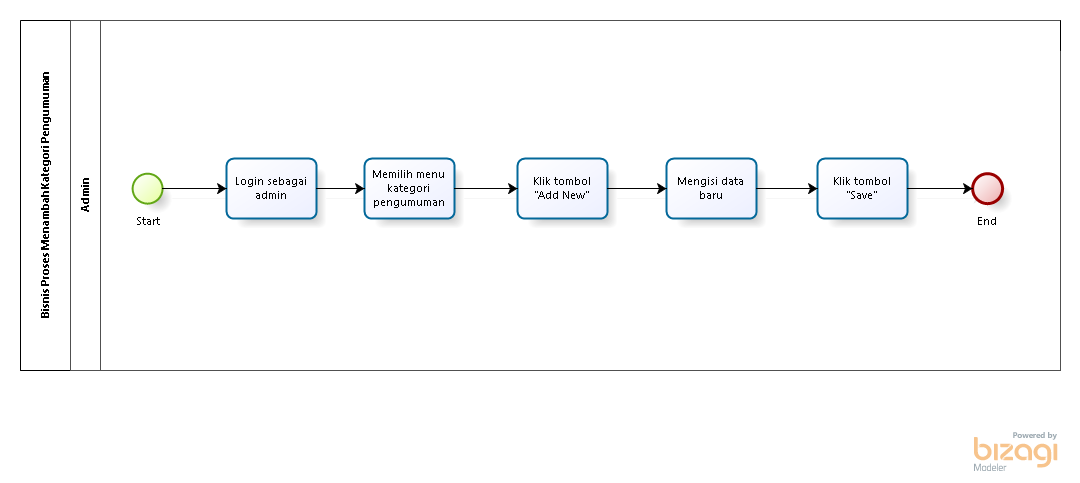 Bisnis Proses Menambah Kategori Pengumuman
Admin
Start
Login sebagai
admin
Memilih menu
kategori
pengumuman
Klik tombol
"Add New"
Mengisi data
baru
Klik tombol
"Save"
End
Powered by
bizagi
Modeler